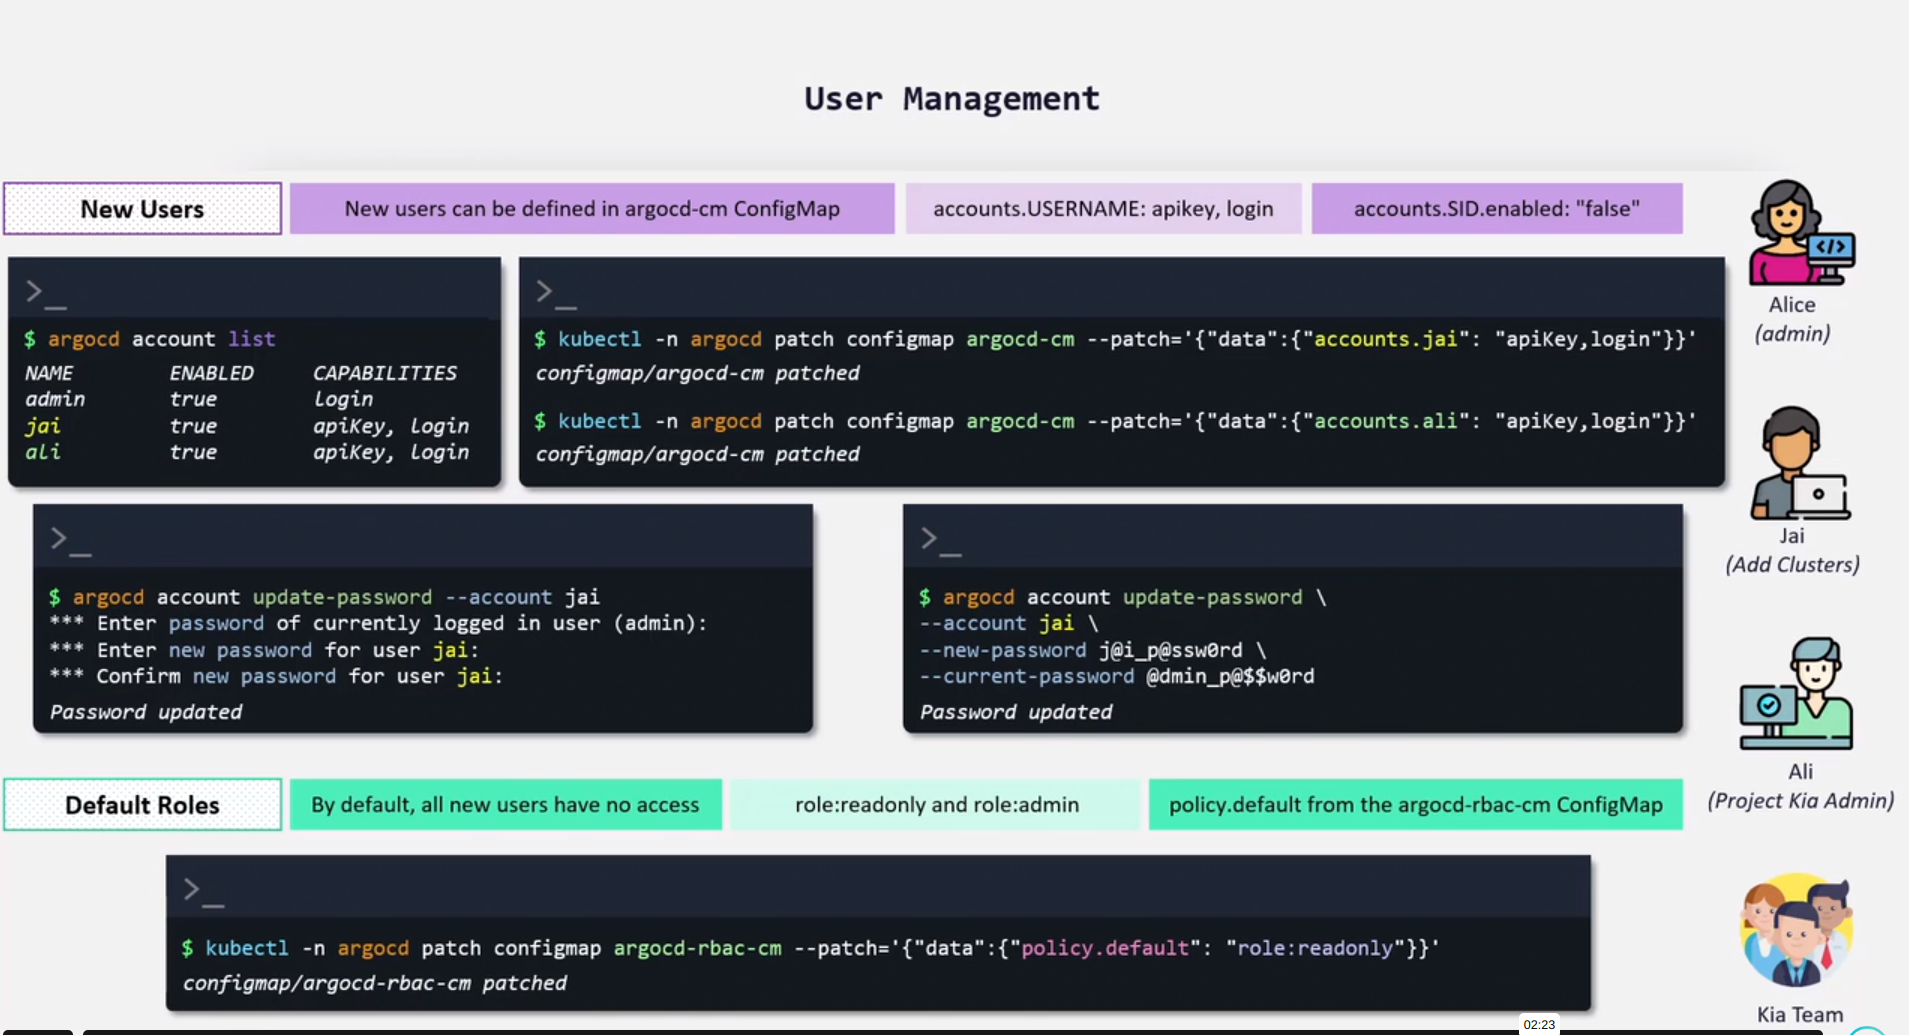 User Management
New Users
New users can be defined in argocd-cm ConfigMap
accounts.USERNAME: apikey, login
accounts.SID.enabled: "false"
>_
$ argocd account list
NAME ENABLED CAPABILITIES
admin true Login
jai true apiKey, Login
ali true apiKey, Login
>_
$ kubectl -n argocd patch configmap argocd-cm --patch='{"data":{"accounts.jai": "apiKey,login"}}'
configmap/argocd-cm patched
$ kubectl -n argocd patch configmap argocd-cm --patch='{"data":{"accounts.ali": "apiKey,login"}}'
configmap/argocd-cm patched
</>
Alice
(admin)
Jai
(Add Clusters)
>_
$ argocd account update-password --account jai
*** Enter password of currently logged in user (admin):
*** Enter new password for user jai:
*** Confirm new password for user jai:
Password updated
>_
$ argocd account update-password \
--account jai \
--new-password j@i_p@ssw0rd \
--current-password @dmin_p@$$w0rd
Password updated
Ali
(Project Kia Admin)
Default Roles
By default, all new users have no access
role:readonly and role:admin
policy.default from the argocd-rbac-cm ConfigMap
>_
$ kubectl -n argocd patch configmap argocd-rbac-cm --patch='{"data":{"policy.default": "role:readonly"}}'
configmap/argocd-rbac-cm patched
Kia Team
02:23